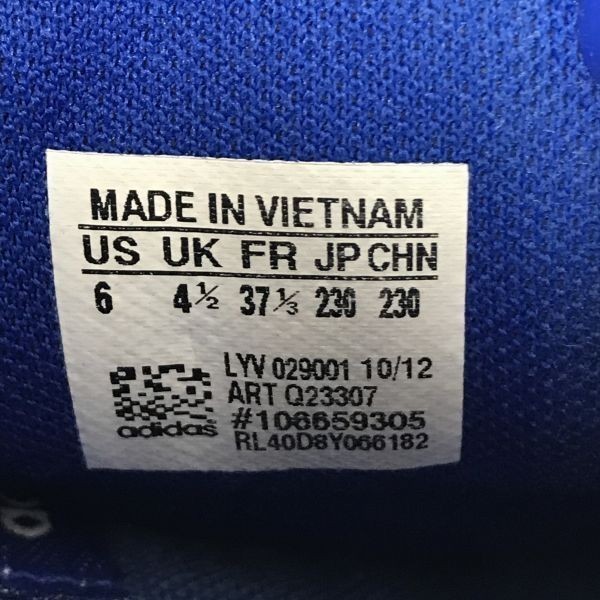 MADE IN VIETNAM
US UK FR JP CHN
6 4½ 37⅓ 230 230
LYV 029001 10/12
ART Q23307
#106659305
adidas
RL40D8Y066182